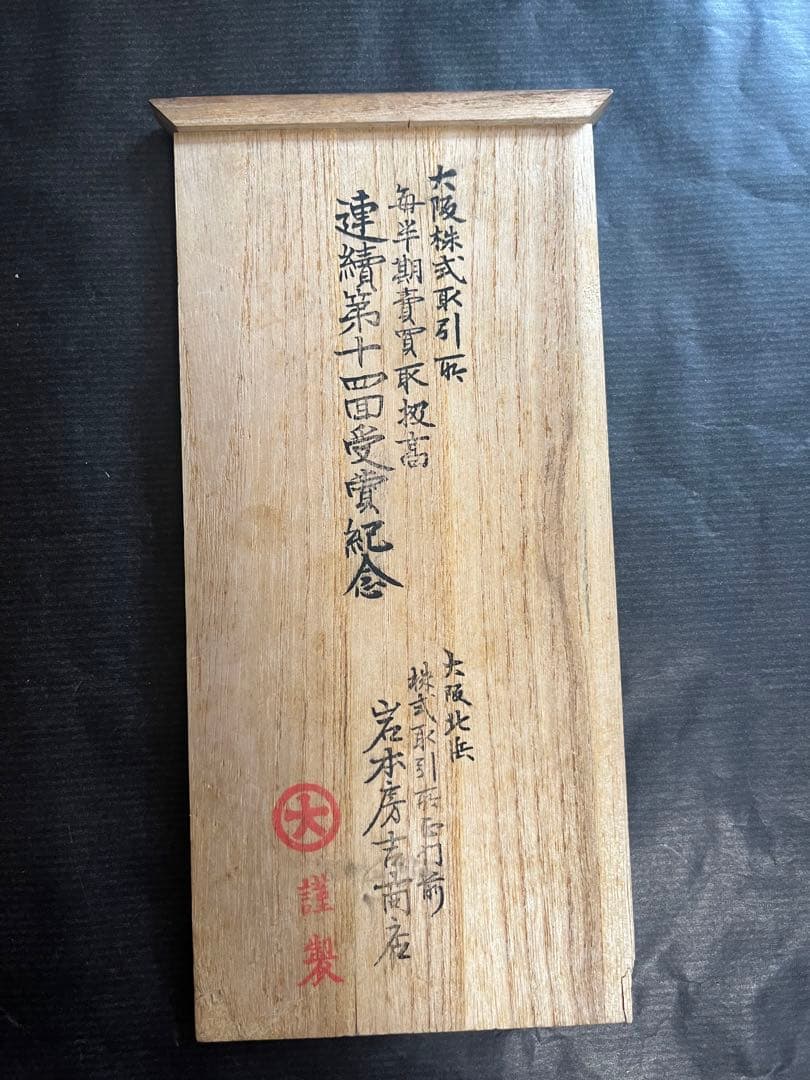 大阪株式取引所
毎半期賣買取扱高
連續第十四回受賞紀念
大阪北浜
株式取引所正門前
岩本房吉商店
大
謹製